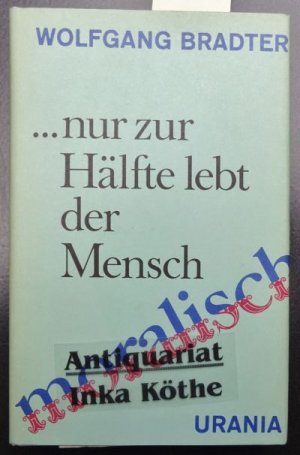 WOLFGANG BRADTER
...nur zur
Hälfte lebt
der
Mensch
moralisch
Antiquariat
Inka Köthe
URANIA